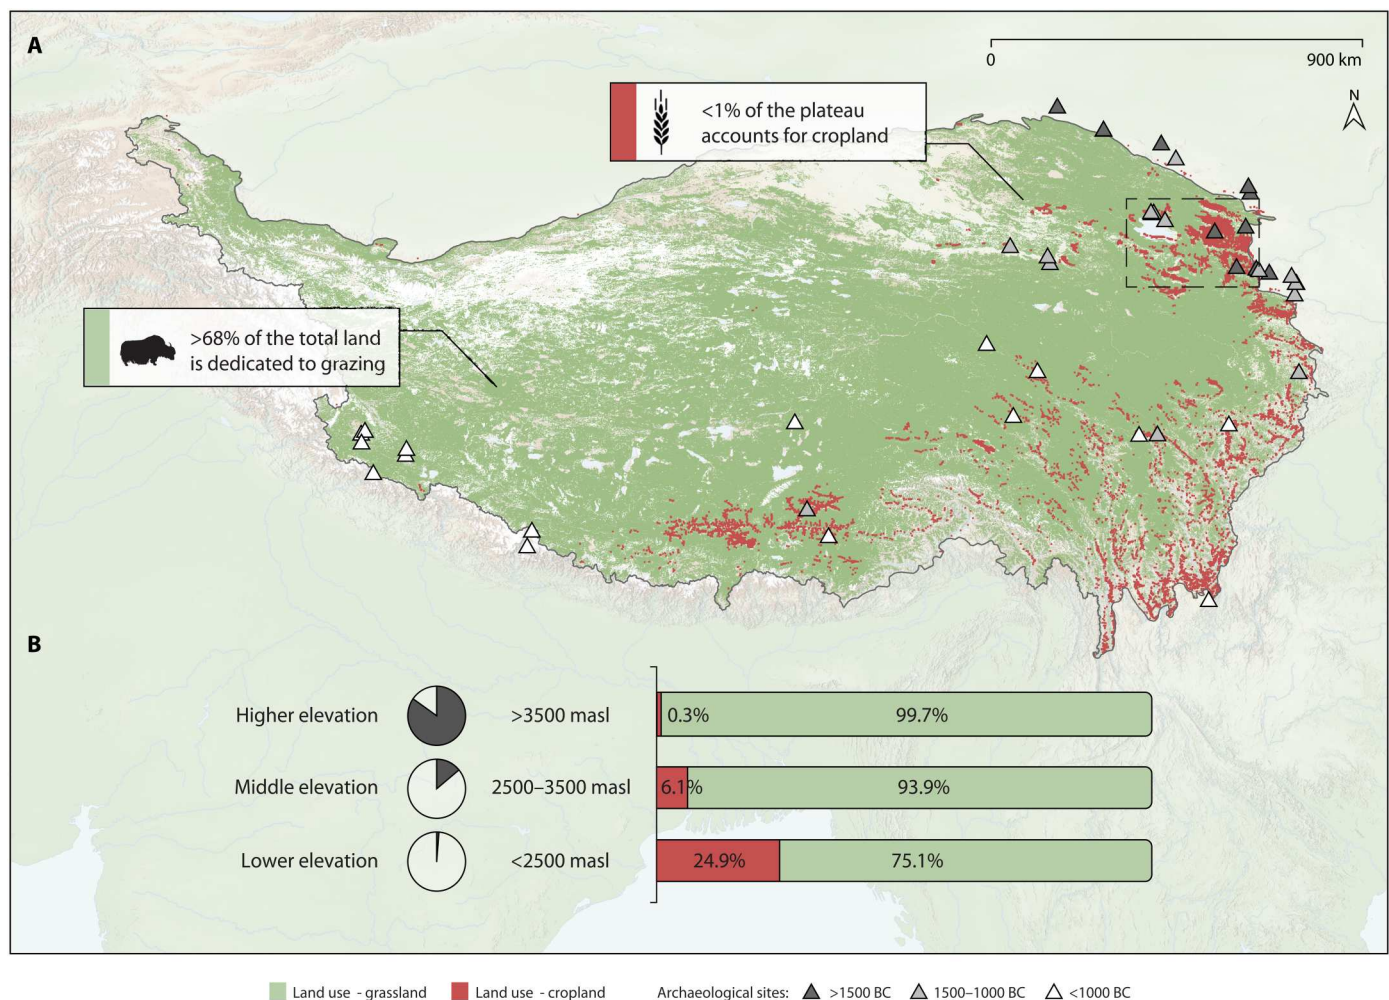 A
0 900 km
N
<1% of the plateau
accounts for cropland
>68% of the total land
is dedicated to grazing
B
Higher elevation >3500 masl 0.3% 99.7%
Middle elevation 2500–3500 masl 6.1% 93.9%
Lower elevation <2500 masl 24.9% 75.1%
Land use - grassland Land use - cropland Archaeological sites: >1500 BC 1500–1000 BC <1000 BC